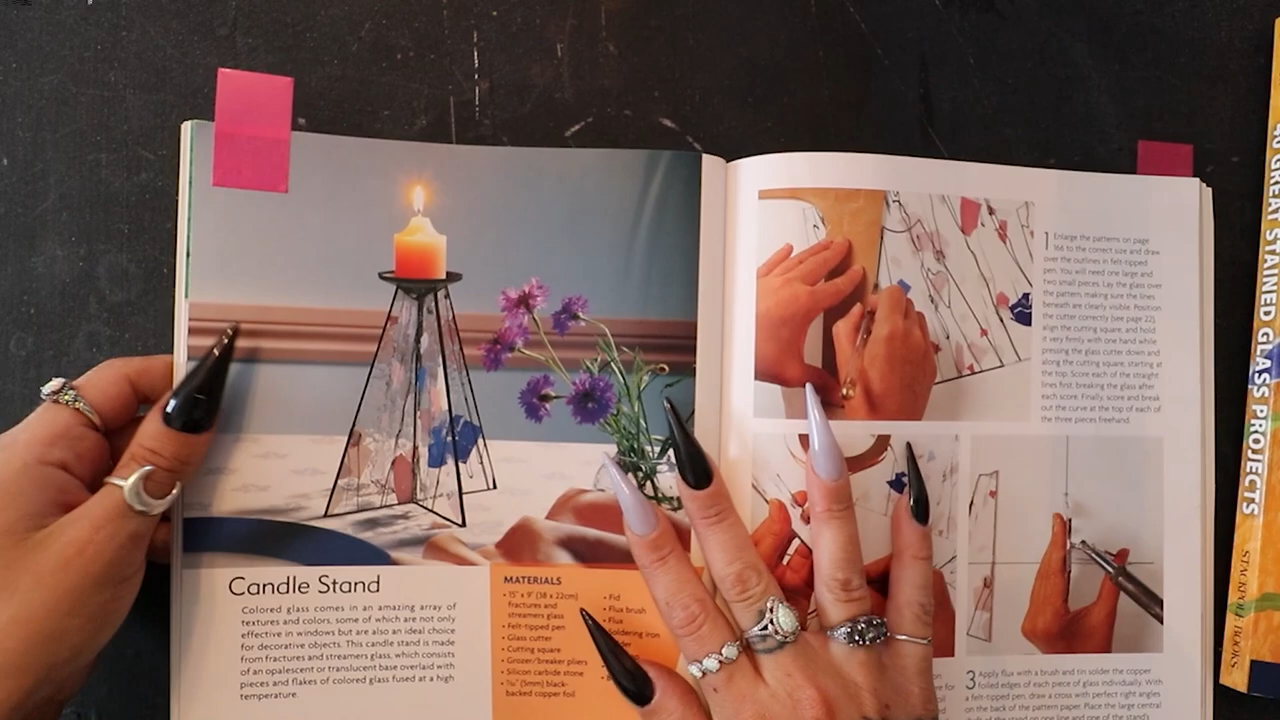 Candle Stand
Colored glass comes in an amazing array of
textures and colors, some of which are not only
effective in windows but are also an ideal choice
for decorative objects. This candle stand is made
from fractures and streamers glass, which consists
of an opalescent or translucent base overlaid with
pieces and flakes of colored glass fused at a high
temperature.
MATERIALS
• 15" x 9" (38 x 22cm)
fractures and
streamers glass
• Felt-tipped pen
• Glass cutter
• Cutting square
• Grozer/breaker pliers
• Silicon carbide stone
(5mm) black-
backed copper foil
• Fid
• Flux brush
• Flux
Soldering iron
1 Enlarge the patterns on page
166 to the correct size and draw
over the outlines in felt-tipped
pen. You will need one large and
two small pieces. Lay the glass over
the pattern, making sure the lines
beneath are clearly visible. Position
the cutter correctly (see page 22),
align the cutting square, and hold
it very firmly with one hand while
pressing the glass cutter down and
along the cutting square, starting at
the top. Score each of the straight
lines first, breaking the glass after
each score. Finally, score and break
out the curve at the top of each of
the three pieces freehand.
3 Apply flux with a brush and tin solder the copper
foiled edges of each piece of glass individually. With
a felt-tipped pen, draw a cross with perfect right angles
on the back of the pattern paper. Place the large central
of the stand on one line and one of the stand's
GREAT STAINED GLASS PROJECTS
STACKPOLE BOOKS